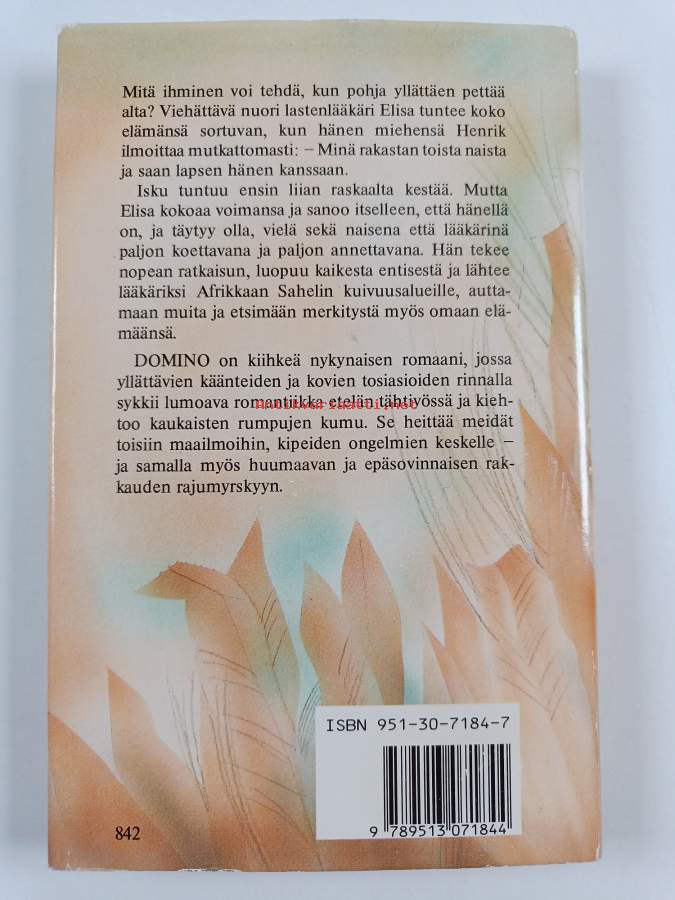 Mitä ihminen voi tehdä, kun pohja yllättäen pettää
alta? Viehättävä nuori lastenlääkäri Elisa tuntee koko
elämänsä sortuvan, kun hänen miehensä Henrik
ilmoittaa mutkattomasti: – Minä rakastan toista naista
ja saan lapsen hänen kanssaan.
Isku tuntuu ensin liian raskaalta kestää. Mutta
Elisa kokoaa voimansa ja sanoo itselleen, että hänellä
on, ja täytyy olla, vielä sekä naisena että lääkärinä
paljon koettavana ja paljon annettavana. Hän tekee
nopean ratkaisun, luopuu kaikesta entisestä ja lähtee
lääkäriksi Afrikkaan Sahelin kuivuusalueille, autta-
maan muita ja etsimään merkitystä myös omaan elä-
määnsä.
DOMINO on kiihkeä nykynaisen romaani, jossa
yllättävien käänteiden ja kovien tosiasioiden rinnalla
sykkii lumoava romantiikka etelän tähtivössä ja kieh-
too kaukaisten rumpujen kumu. Se heittää meidät
toisiin maailmoihin, kipeiden ongelmien keskelle –
ja samalla myös huumaavan ja epäsovinnaisen rak-
kauden rajumyrskyyn.
Antikvariaatti.net
ISBN 951-30-7184-7
9 789513 071844
842